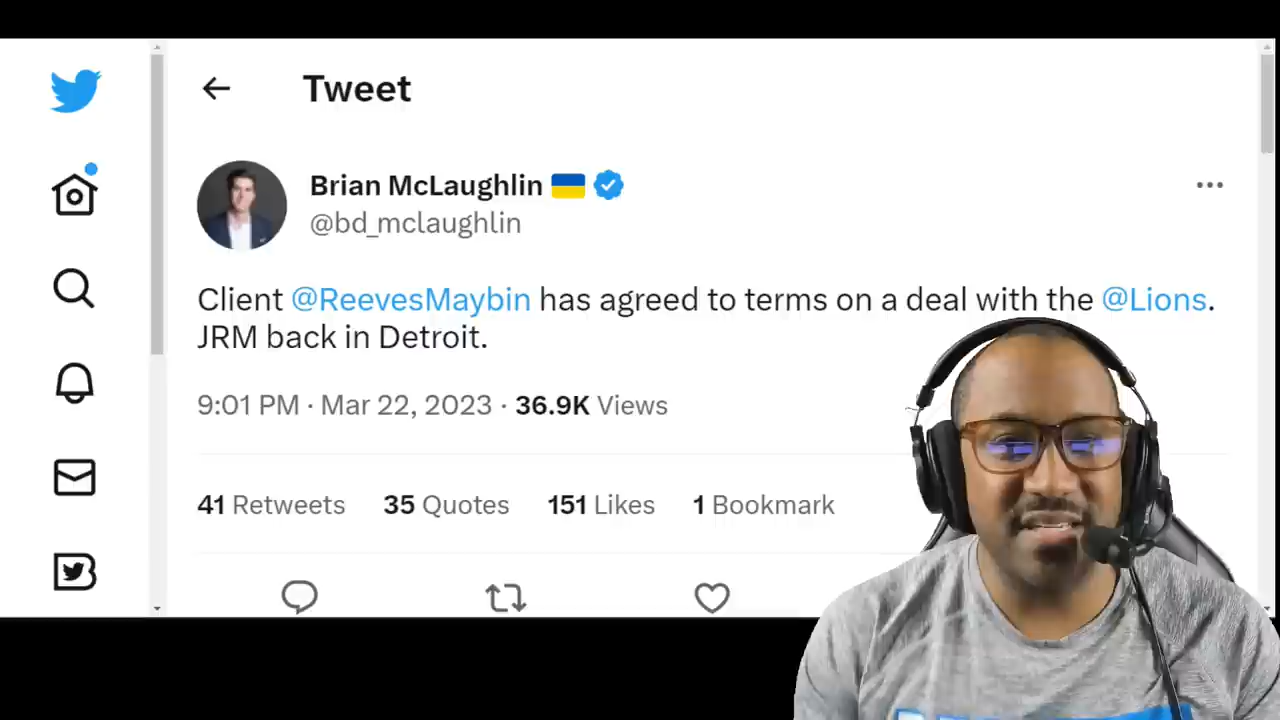 Tweet
Brian McLaughlin
@bd_mclaughlin
Client @ReevesMaybin has agreed to terms on a deal with the @Lions.
JRM back in Detroit.
9:01 PM · Mar 22, 2023 · 36.9K Views
41 Retweets 35 Quotes 151 Likes 1 Bookmark